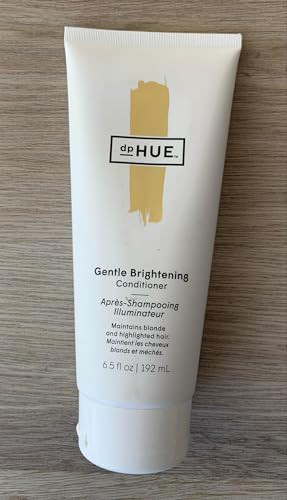 dpHUE™
Gentle Brightening
Conditioner
Après-Shampooing
Illuminateur
Maintains blonde
and highlighted hair.
Maintient les cheveux
blonds et méchés.
6.5 fl oz | 192 mL